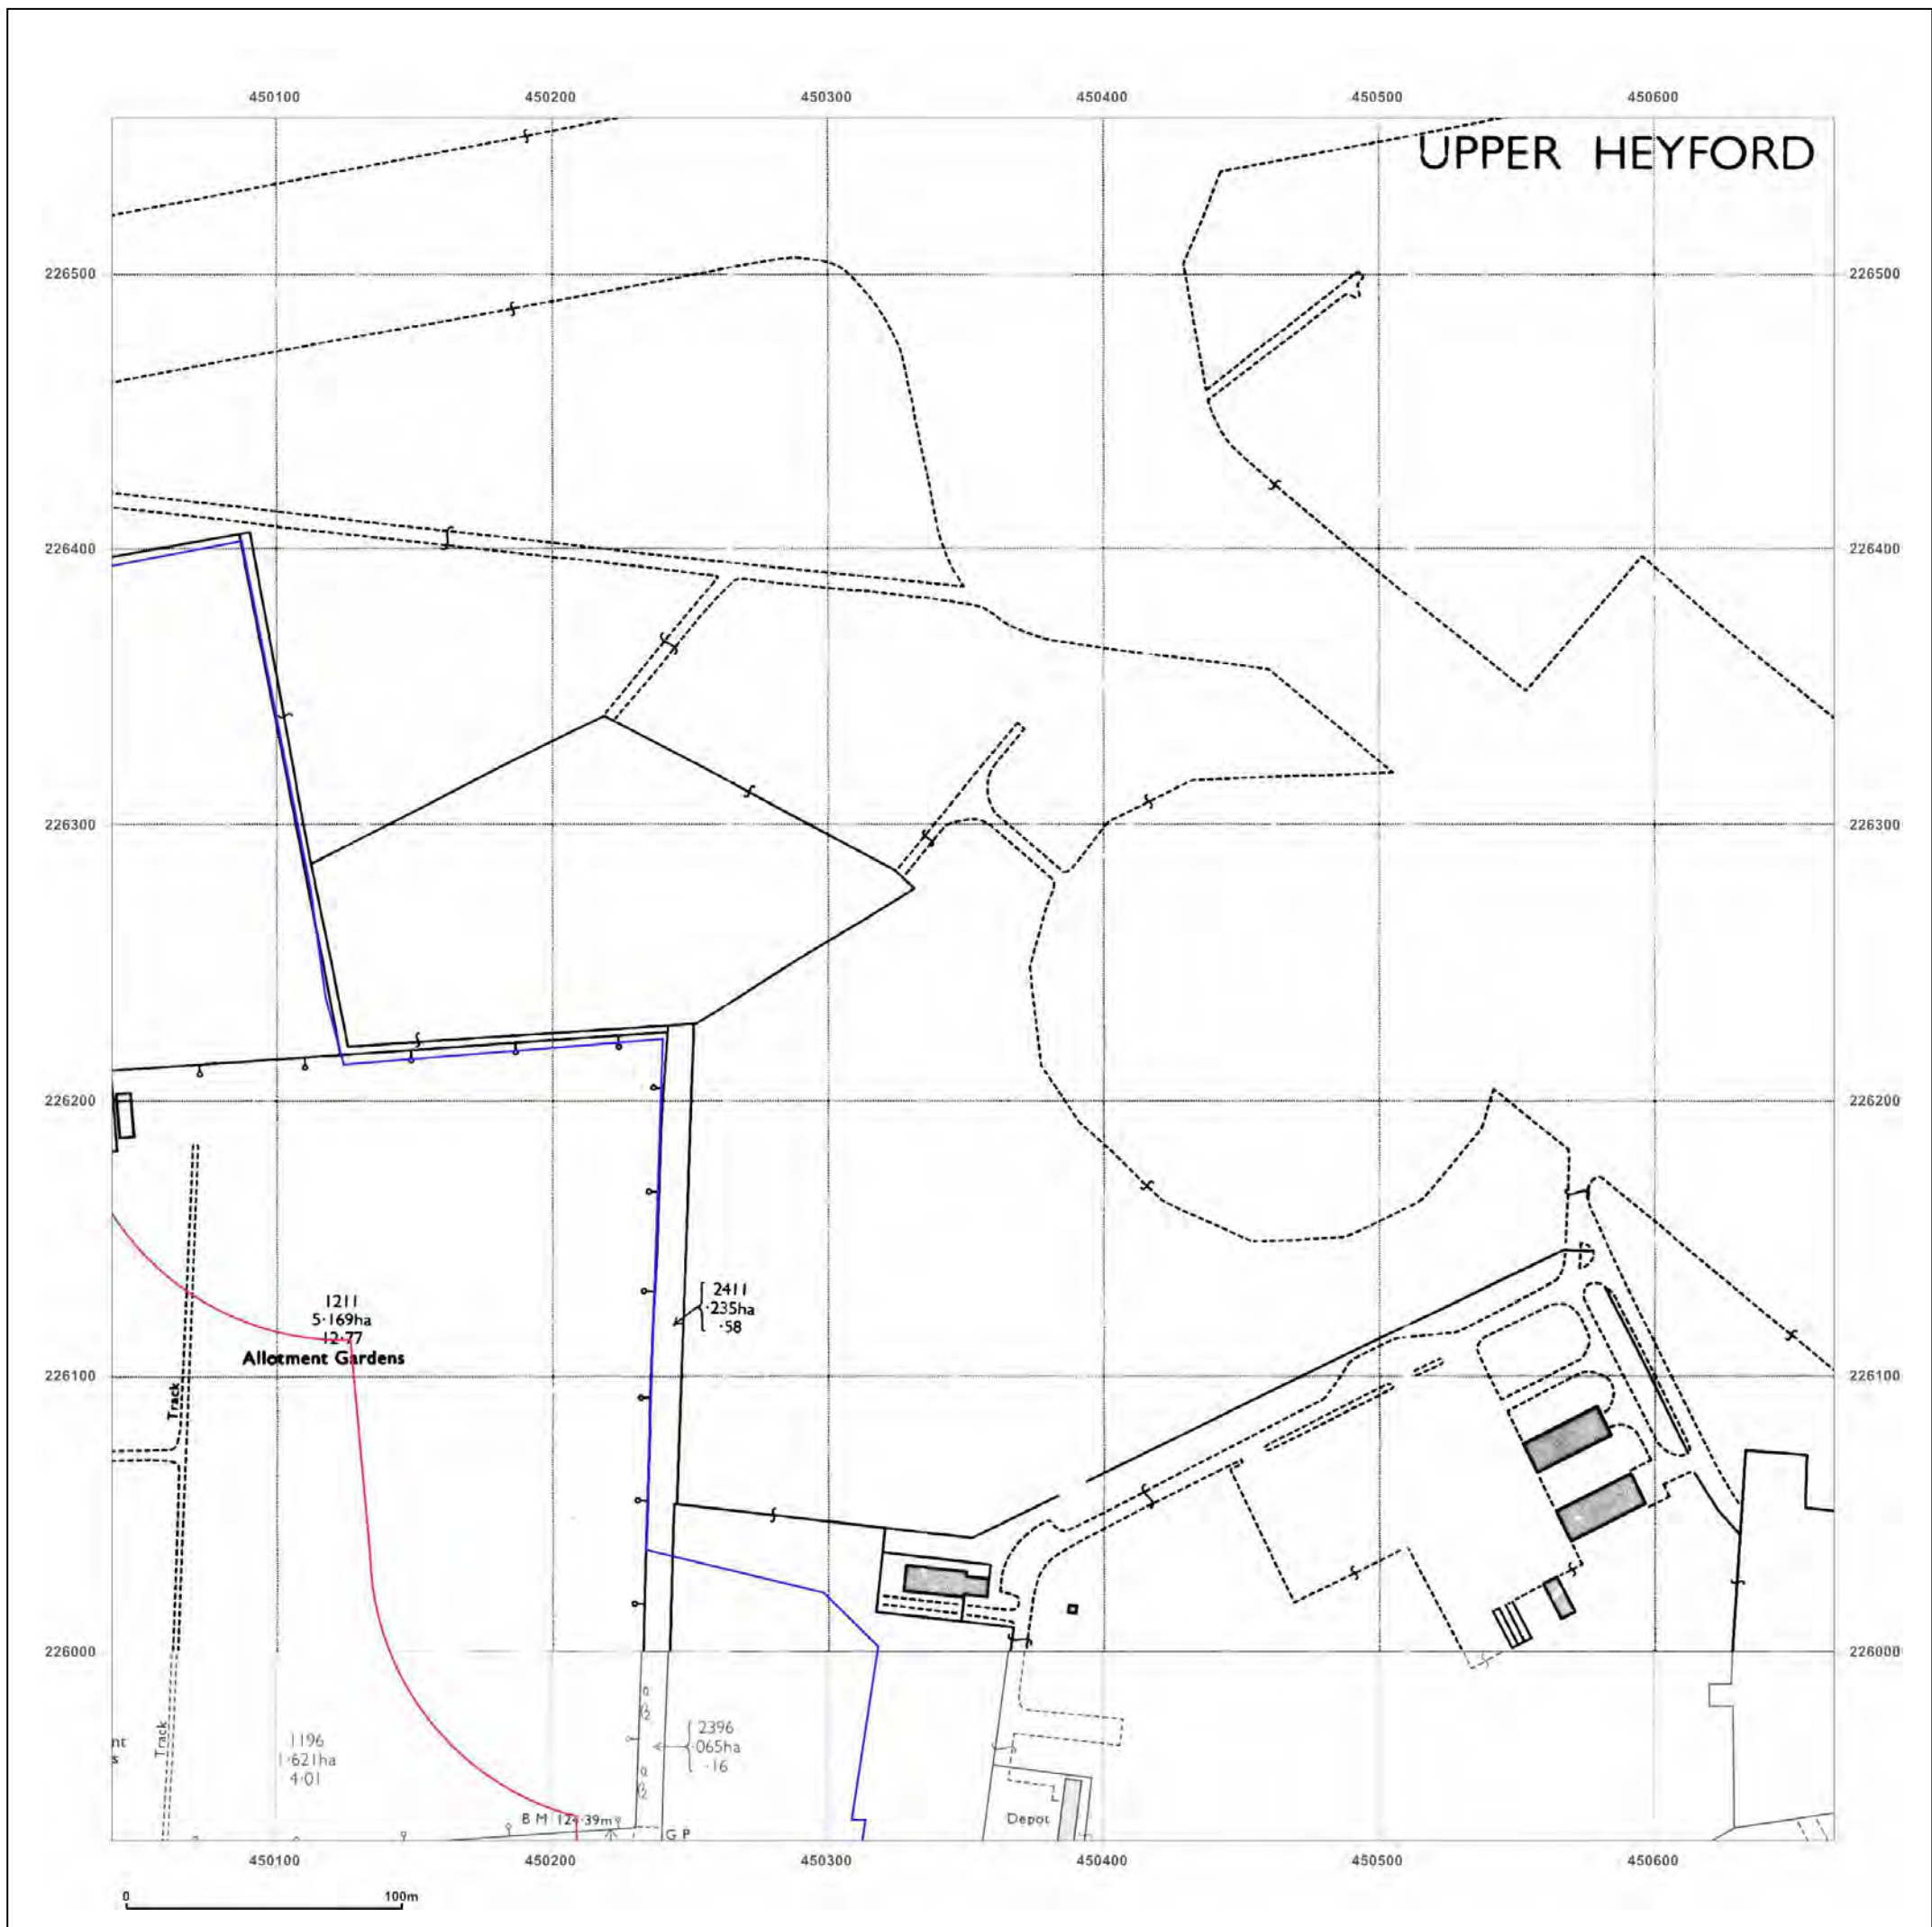 450100 450200 450300 450400 450500 450600
UPPER HEYFORD
226500 226500
226400 226400
226300 226300
226200 226200
2411
·235ha
·58
1211
5·169ha
12·77
Allotment Gardens
226100 226100
Track
226000 226000
Track
1196
1·621ha
4·01
2396
·065ha
·16
nt
s
B M 124·39m
G P
Depot
L
450100 450200 450300 450400 450500 450600
0 100m